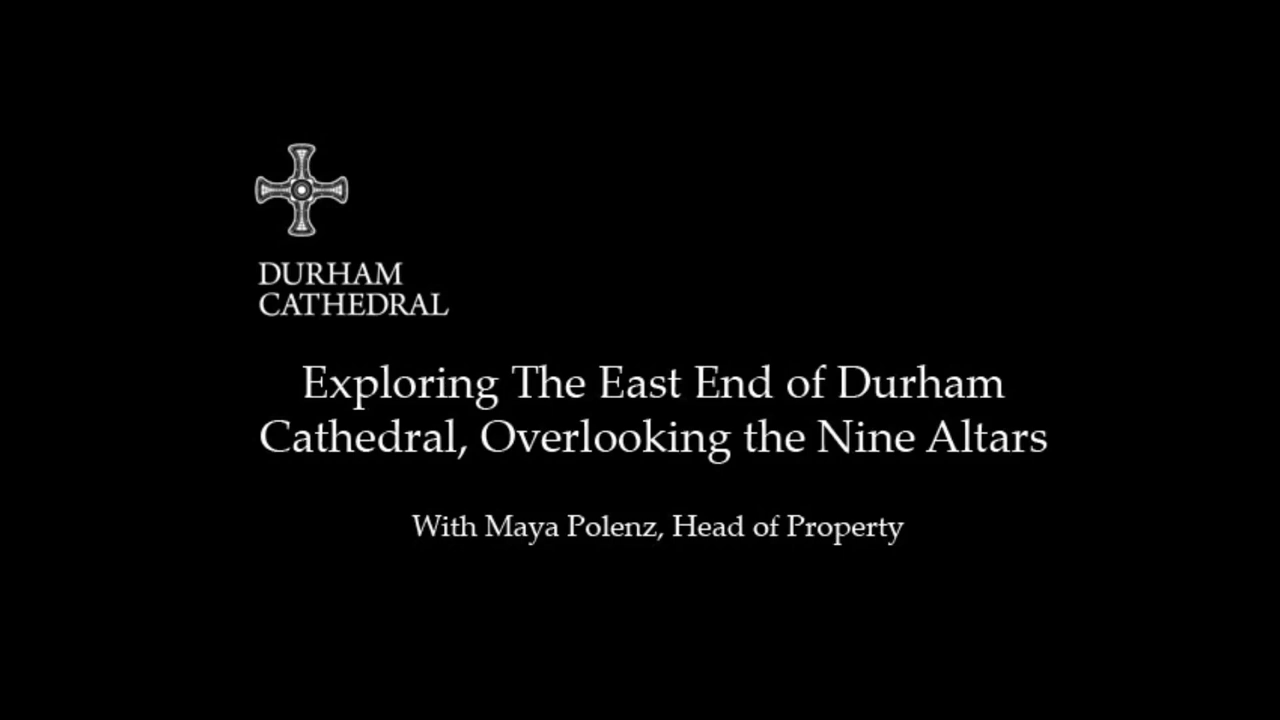 DURHAM
CATHEDRAL
Exploring The East End of Durham
Cathedral, Overlooking the Nine Altars
With Maya Polenz, Head of Property